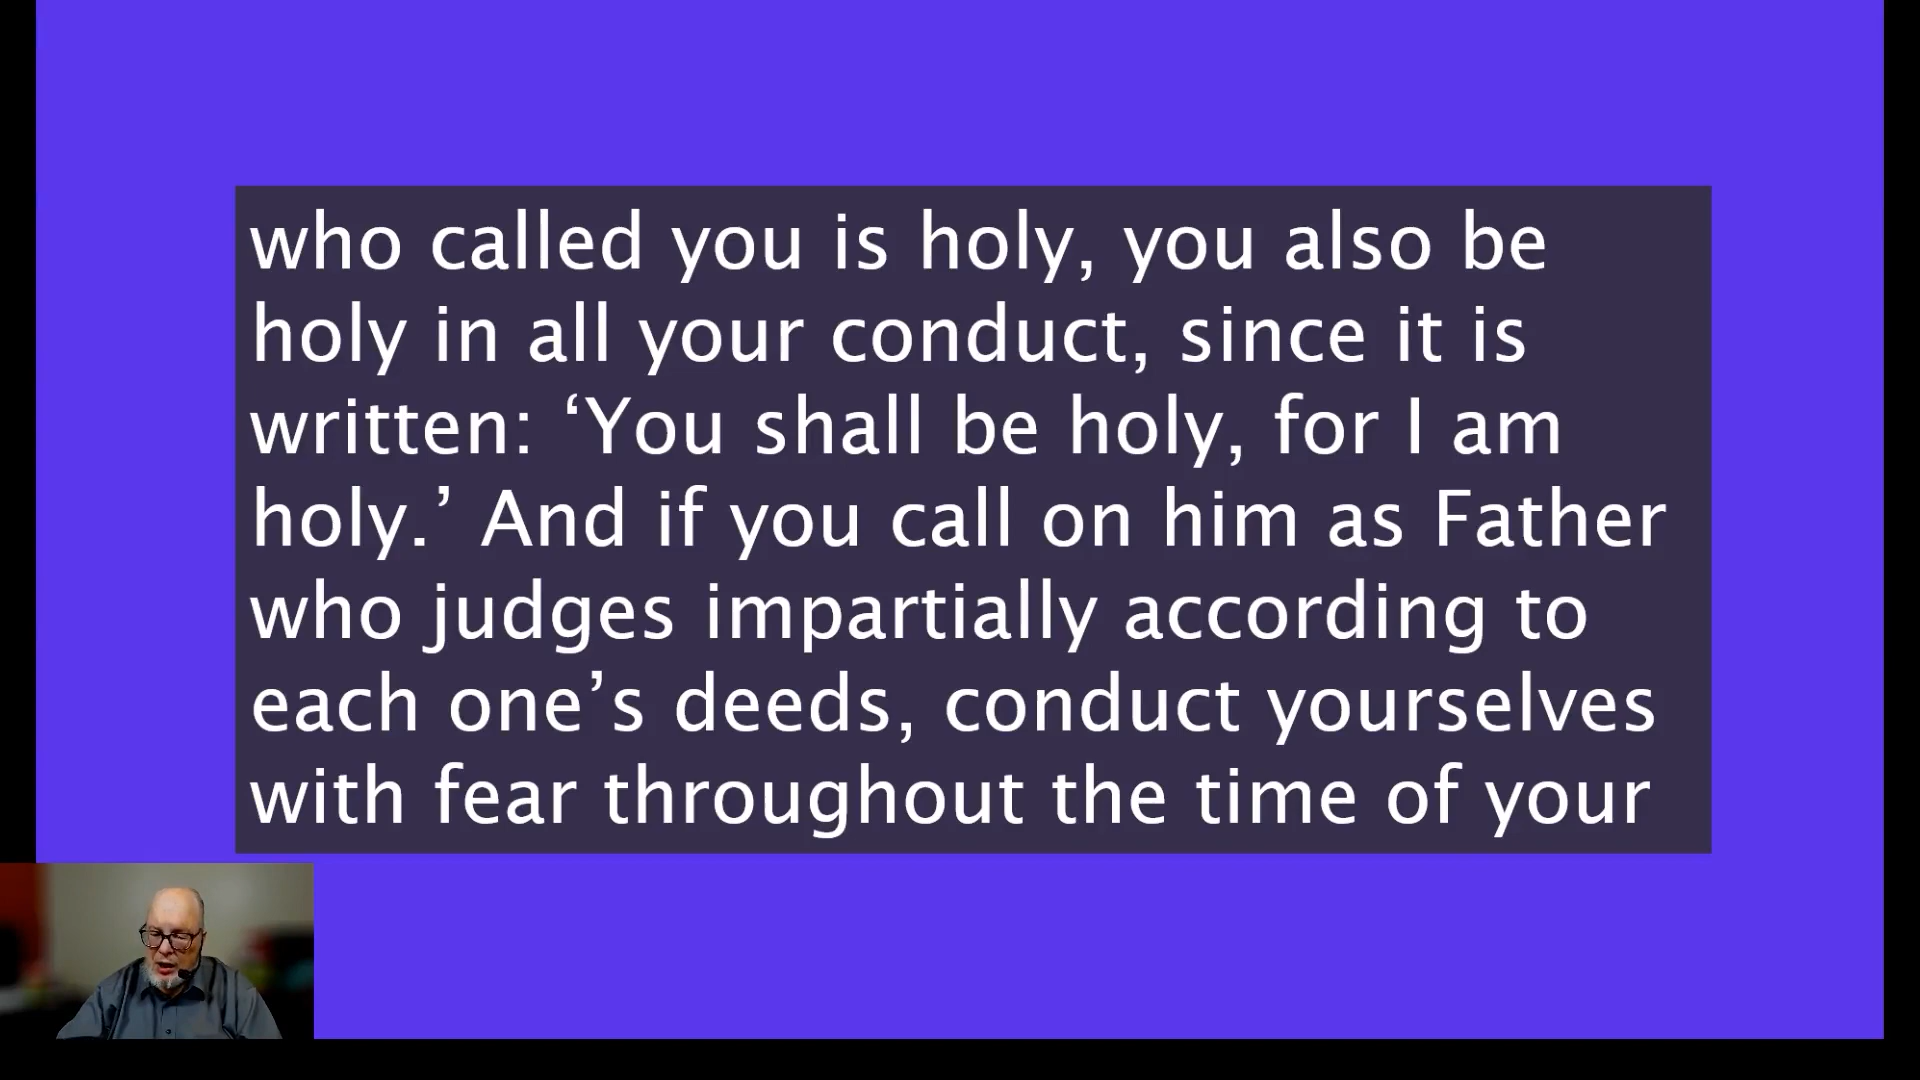 who called you is holy, you also be
holy in all your conduct, since it is
written: ‘You shall be holy, for I am
holy.’ And if you call on him as Father
who judges impartially according to
each one’s deeds, conduct yourselves
with fear throughout the time of your